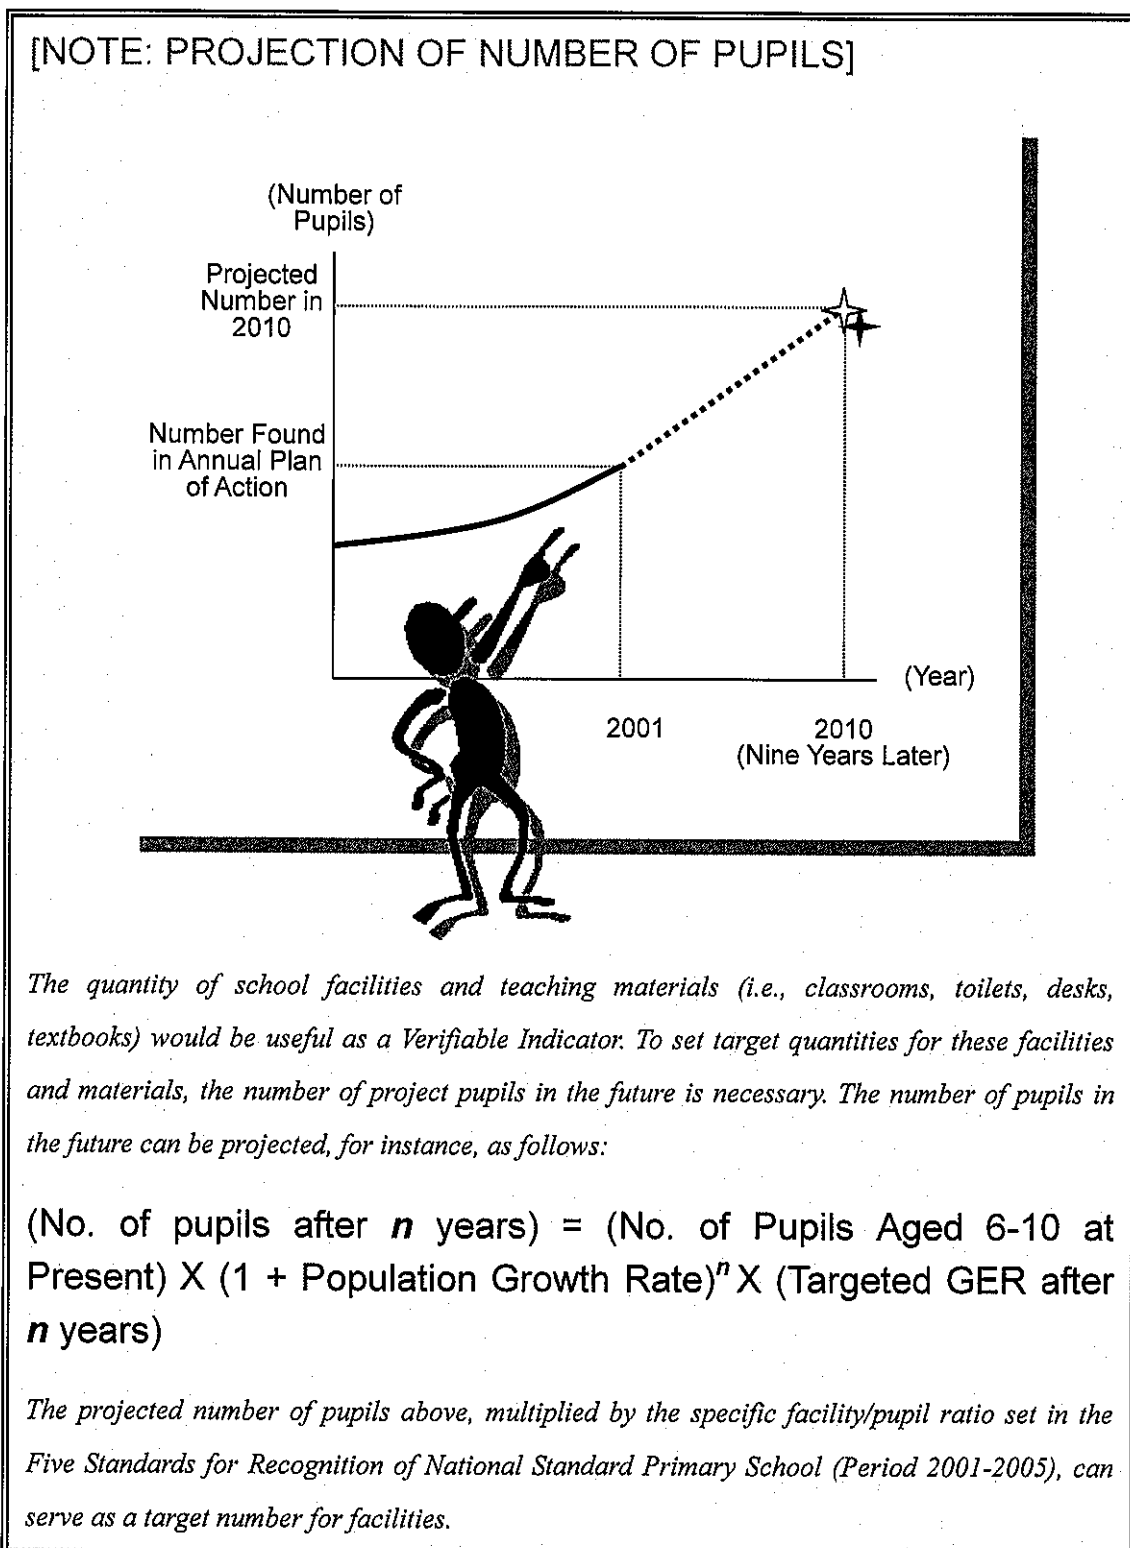 [NOTE: PROJECTION OF NUMBER OF PUPILS]
(Number of
Pupils)
Projected
Number in
2010
Number Found
in Annual Plan
of Action
(Year)
2001
2010
(Nine Years Later)
The quantity of school facilities and teaching materials (i.e., classrooms, toilets, desks,
textbooks) would be useful as a Verifiable Indicator. To set target quantities for these facilities
and materials, the number of project pupils in the future is necessary. The number of pupils in
the future can be projected, for instance, as follows:
(No. of pupils after n years) = (No. of Pupils Aged 6-10 at
Present) X (1 + Population Growth Rate)ⁿ X (Targeted GER after
n years)
The projected number of pupils above, multiplied by the specific facility/pupil ratio set in the
Five Standards for Recognition of National Standard Primary School (Period 2001-2005), can
serve as a target number for facilities.